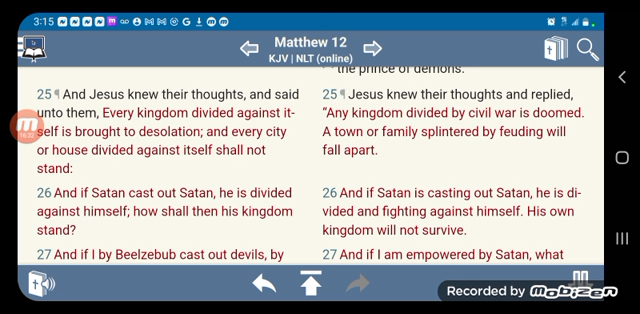 3:15
Matthew 12
KJV | NLT (online)
the prince of demons.
25 ¶ And Jesus knew their thoughts, and said
unto them, Every kingdom divided against it-
self is brought to desolation; and every city
or house divided against itself shall not
stand:
26 And if Satan cast out Satan, he is divided
against himself; how shall then his kingdom
stand?
27 And if I by Beelzebub cast out devils, by
25 ¶ Jesus knew their thoughts and replied,
“Any kingdom divided by civil war is doomed.
A town or family splintered by feuding will
fall apart.
26 And if Satan is casting out Satan, he is di-
vided and fighting against himself. His own
kingdom will not survive.
27 And if I am empowered by Satan, what
Recorded by Mobizen